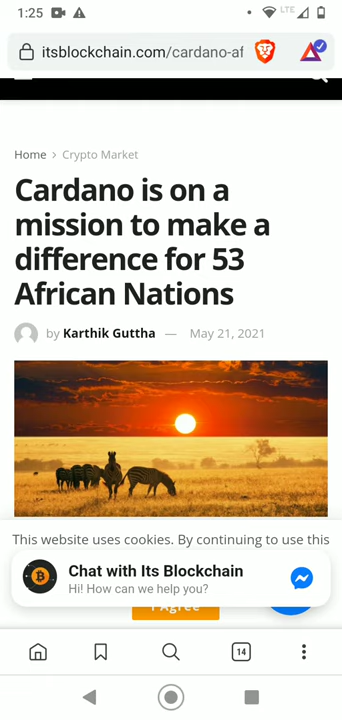 1:25
LTE
itsblockchain.com/cardano-af
Home > Crypto Market
Cardano is on a
mission to make a
difference for 53
African Nations
by Karthik Guttha — May 21, 2021
This website uses cookies. By continuing to use this
Chat with Its Blockchain
Hi! How can we help you?
I Agree
14